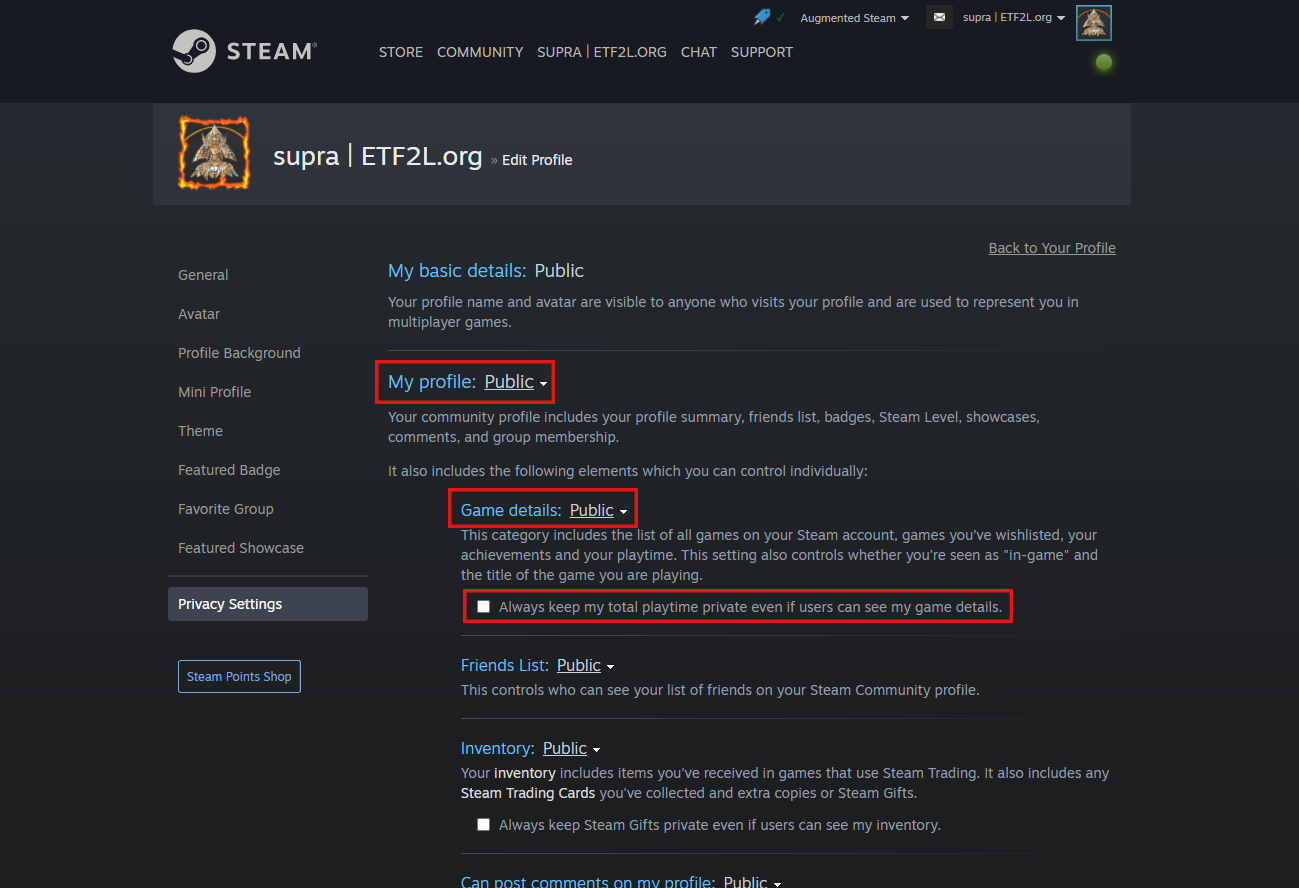 Augmented Steam
supra | ETF2L.org
STEAM®
STORE COMMUNITY SUPRA | ETF2L.ORG CHAT SUPPORT
supra | ETF2L.org » Edit Profile
Back to Your Profile
General
Avatar
Profile Background
Mini Profile
Theme
Featured Badge
Favorite Group
Featured Showcase
Privacy Settings
Steam Points Shop
My basic details: Public
Your profile name and avatar are visible to anyone who visits your profile and are used to represent you in
multiplayer games.
My profile: Public
Your community profile includes your profile summary, friends list, badges, Steam Level, showcases,
comments, and group membership.
It also includes the following elements which you can control individually:
Game details: Public
This category includes the list of all games on your Steam account, games you've wishlisted, your
achievements and your playtime. This setting also controls whether you're seen as "in-game" and
the title of the game you are playing.
Always keep my total playtime private even if users can see my game details.
Friends List: Public
This controls who can see your list of friends on your Steam Community profile.
Inventory: Public
Your inventory includes items you've received in games that use Steam Trading. It also includes any
Steam Trading Cards you've collected and extra copies or Steam Gifts.
Always keep Steam Gifts private even if users can see my inventory.
Can post comments on my profile: Public